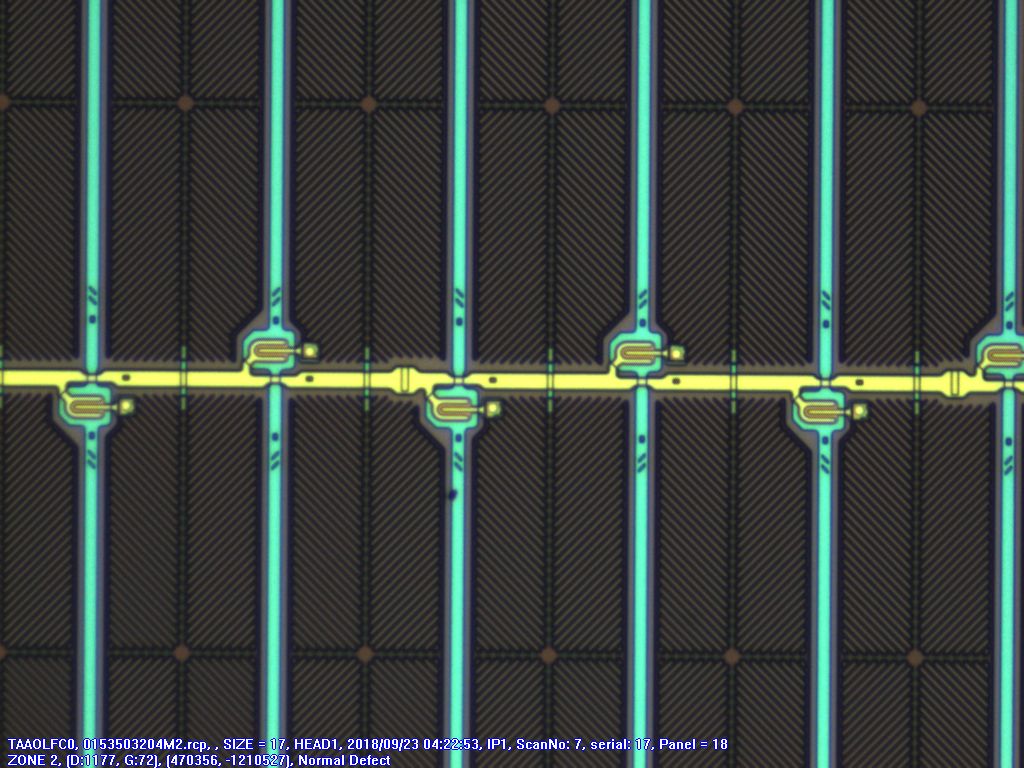 TAAOLFC0, 0153503204M2.rcp, , SIZE = 17, HEAD1, 2018/09/23 04:22:53, IP1, ScanNo: 7, serial: 17, Panel = 18
ZONE 2, (D:1177, G:72), (470356, -1210527), Normal Defect